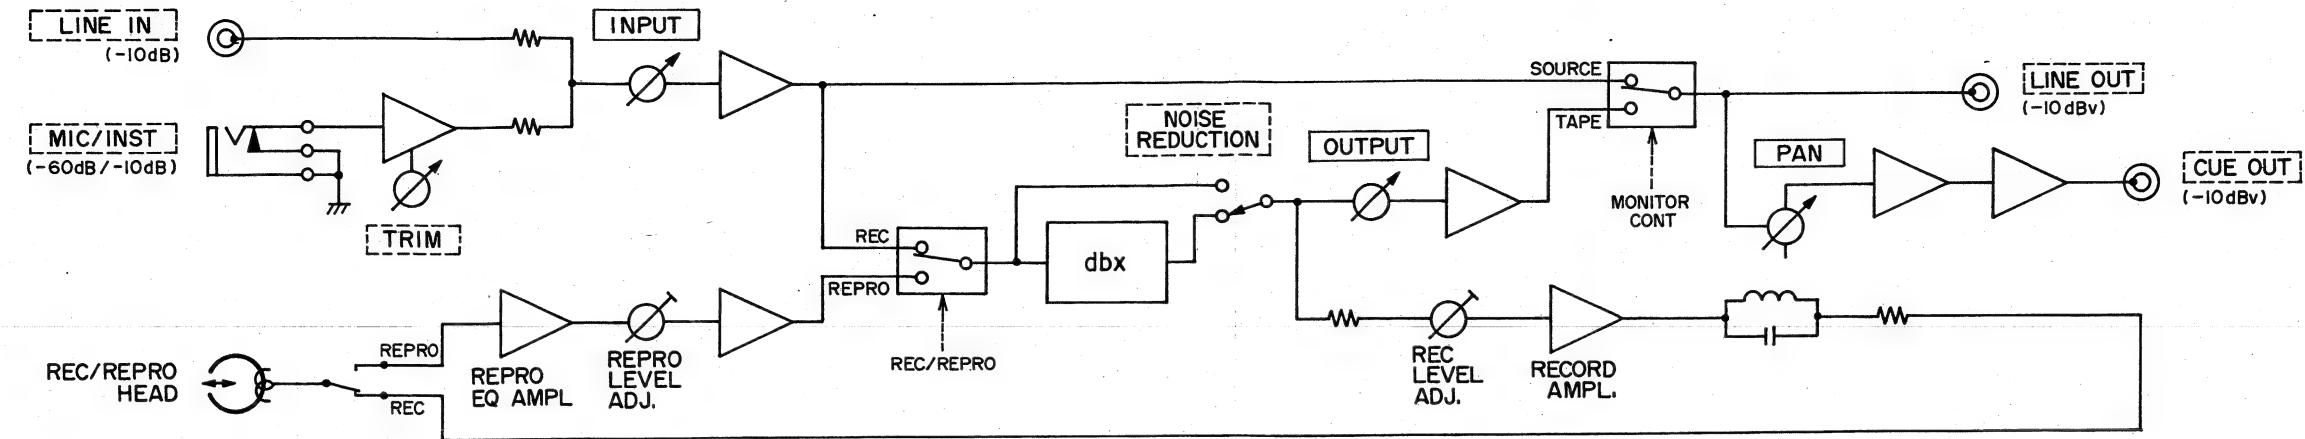 LINE IN
(-10dB)
INPUT
MIC/INST
(-60dB/-10dB)
TRIM
NOISE
REDUCTION
OUTPUT
SOURCE
TAPE
MONITOR
CONT
LINE OUT
(-10dBv)
PAN
CUE OUT
(-10dBv)
REC
REPRO
dbx
REC/REPRO
REC/REPRO
HEAD
REPRO
REC
REPRO
EQ AMPL
REPRO
LEVEL
ADJ.
REC
LEVEL
ADJ.
RECORD
AMPL.